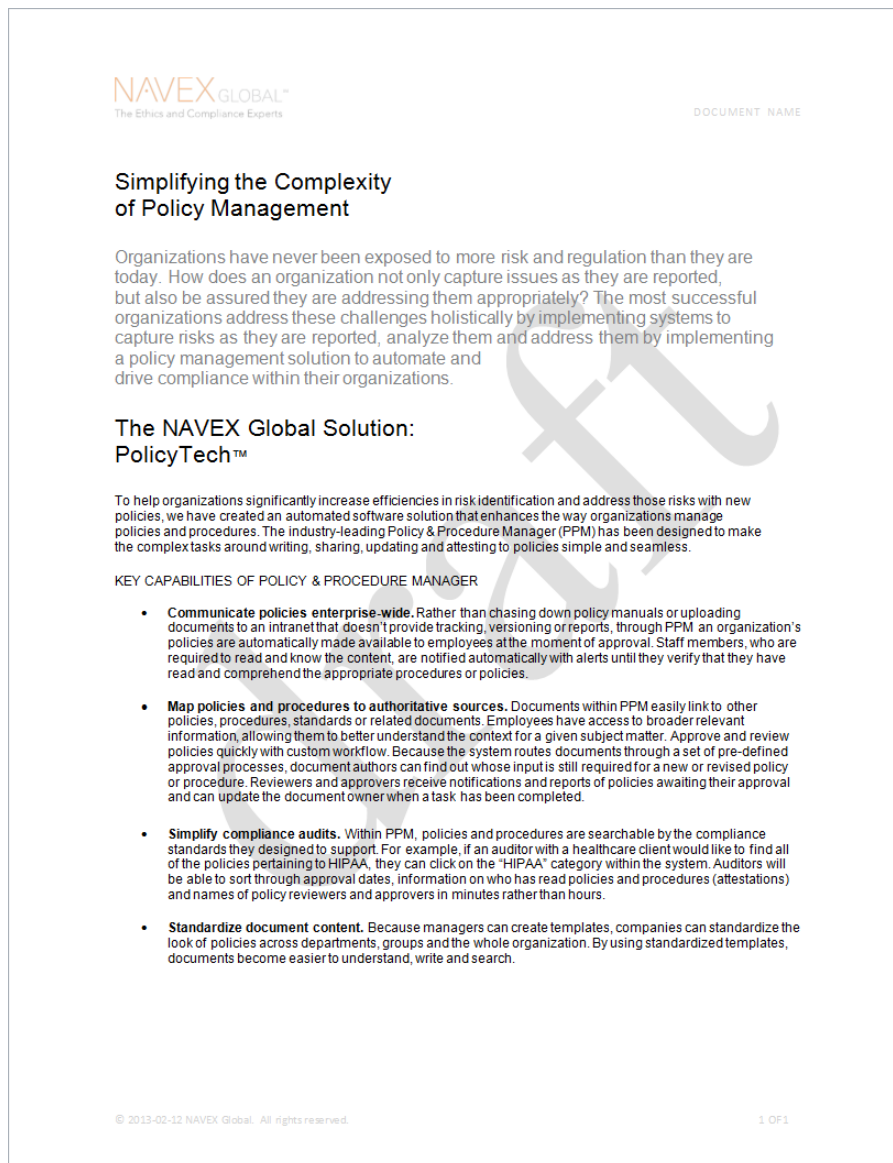 NAVEX GLOBAL℠
The Ethics and Compliance Experts
DOCUMENT NAME
Simplifying the Complexity
of Policy Management
Organizations have never been exposed to more risk and regulation than they are
today. How does an organization not only capture issues as they are reported,
but also be assured they are addressing them appropriately? The most successful
organizations address these challenges holistically by implementing systems to
capture risks as they are reported, analyze them and address them by implementing
a policy management solution to automate and
drive compliance within their organizations.
The NAVEX Global Solution:
PolicyTech™
To help organizations significantly increase efficiencies in risk identification and address those risks with new
policies, we have created an automated software solution that enhances the way organizations manage
policies and procedures. The industry-leading Policy & Procedure Manager (PPM) has been designed to make
the complex tasks around writing, sharing, updating and attesting to policies simple and seamless.
KEY CAPABILITIES OF POLICY & PROCEDURE MANAGER
• Communicate policies enterprise-wide. Rather than chasing down policy manuals or uploading
documents to an intranet that doesn't provide tracking, versioning or reports, through PPM an organization's
policies are automatically made available to employees at the moment of approval. Staff members, who are
required to read and know the content, are notified automatically with alerts until they verify that they have
read and comprehend the appropriate procedures or policies.
• Map policies and procedures to authoritative sources. Documents within PPM easily link to other
policies, procedures, standards or related documents. Employees have access to broader relevant
information, allowing them to better understand the context for a given subject matter. Approve and review
policies quickly with custom workflow. Because the system routes documents through a set of pre-defined
approval processes, document authors can find out whose input is still required for a new or revised policy
or procedure. Reviewers and approvers receive notifications and reports of policies awaiting their approval
and can update the document owner when a task has been completed.
• Simplify compliance audits. Within PPM, policies and procedures are searchable by the compliance
standards they designed to support. For example, if an auditor with a healthcare client would like to find all
of the policies pertaining to HIPAA, they can click on the “HIPAA” category within the system. Auditors will
be able to sort through approval dates, information on who has read policies and procedures (attestations)
and names of policy reviewers and approvers in minutes rather than hours.
• Standardize document content. Because managers can create templates, companies can standardize the
look of policies across departments, groups and the whole organization. By using standardized templates,
documents become easier to understand, write and search.
draft
© 2013-02-12 NAVEX Global. All rights reserved.
1 OF1